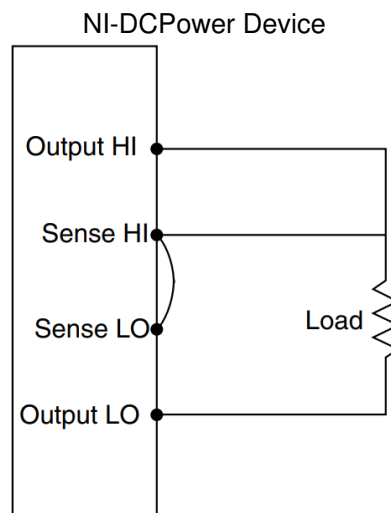 NI-DCPower Device
Output HI
Sense HI
Sense LO
Load
Output LO